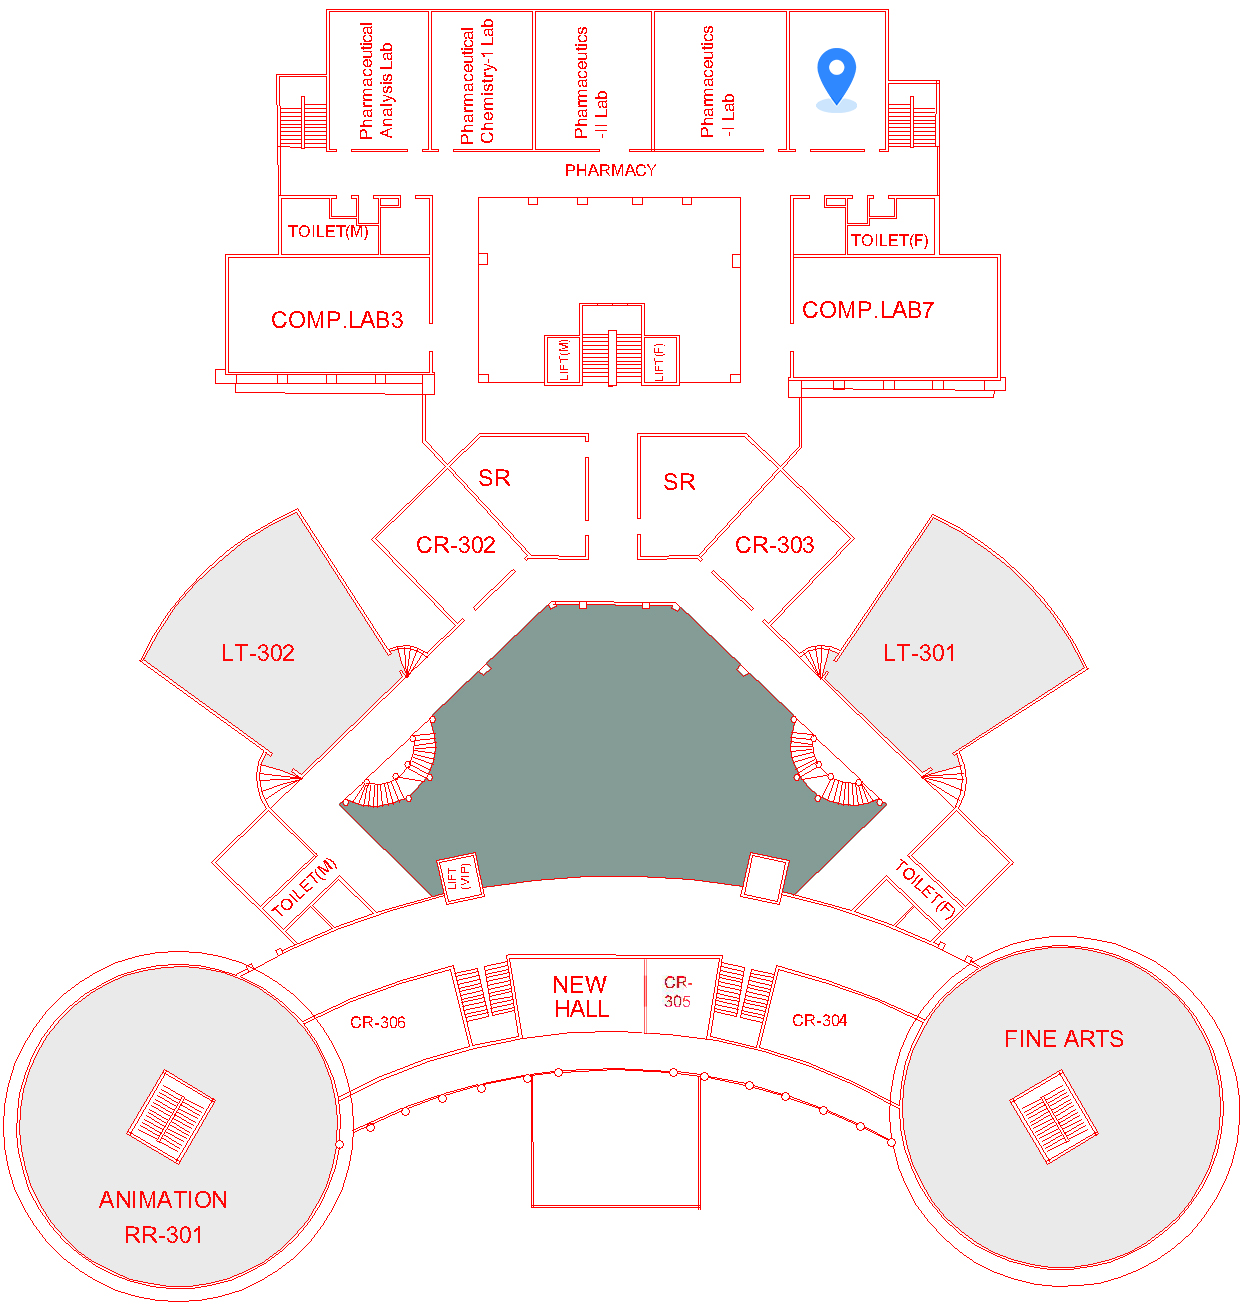 Pharmaceutical
Analysis Lab
Pharmaceutical
Chemistry-1 Lab
Pharmaceutics
-II Lab
Pharmaceutics
-I Lab
PHARMACY
TOILET(M)
TOILET(F)
COMP.LAB3
COMP.LAB7
LIFT(M)
LIFT(F)
SR
SR
CR-302
CR-303
LT-302
LT-301
TOILET(M)
LIFT
(VIP)
TOILET(F)
NEW
HALL
CR-
305
CR-306
CR-304
FINE ARTS
ANIMATION
RR-301